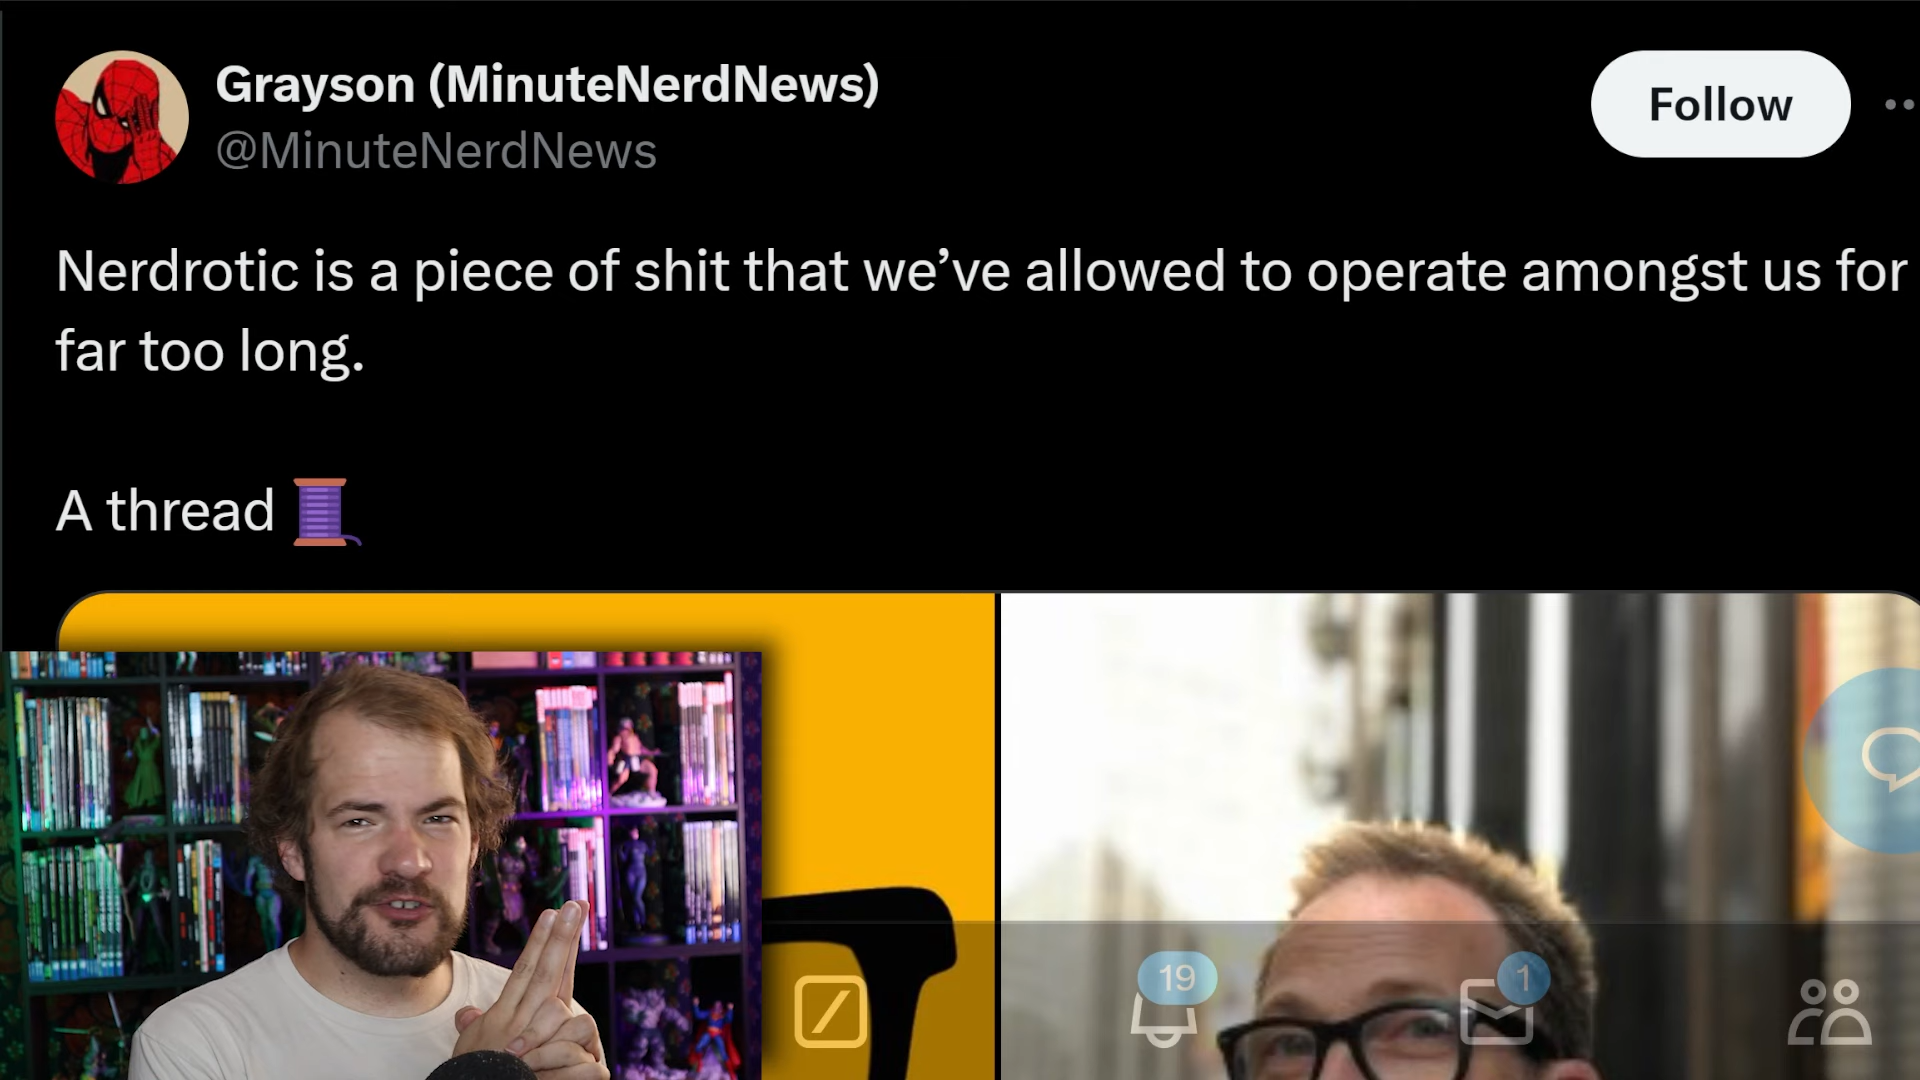 Grayson (MinuteNerdNews)
@MinuteNerdNews
Follow
Nerdrotic is a piece of shit that we’ve allowed to operate amongst us for
far too long.
A thread 🧵
19
1